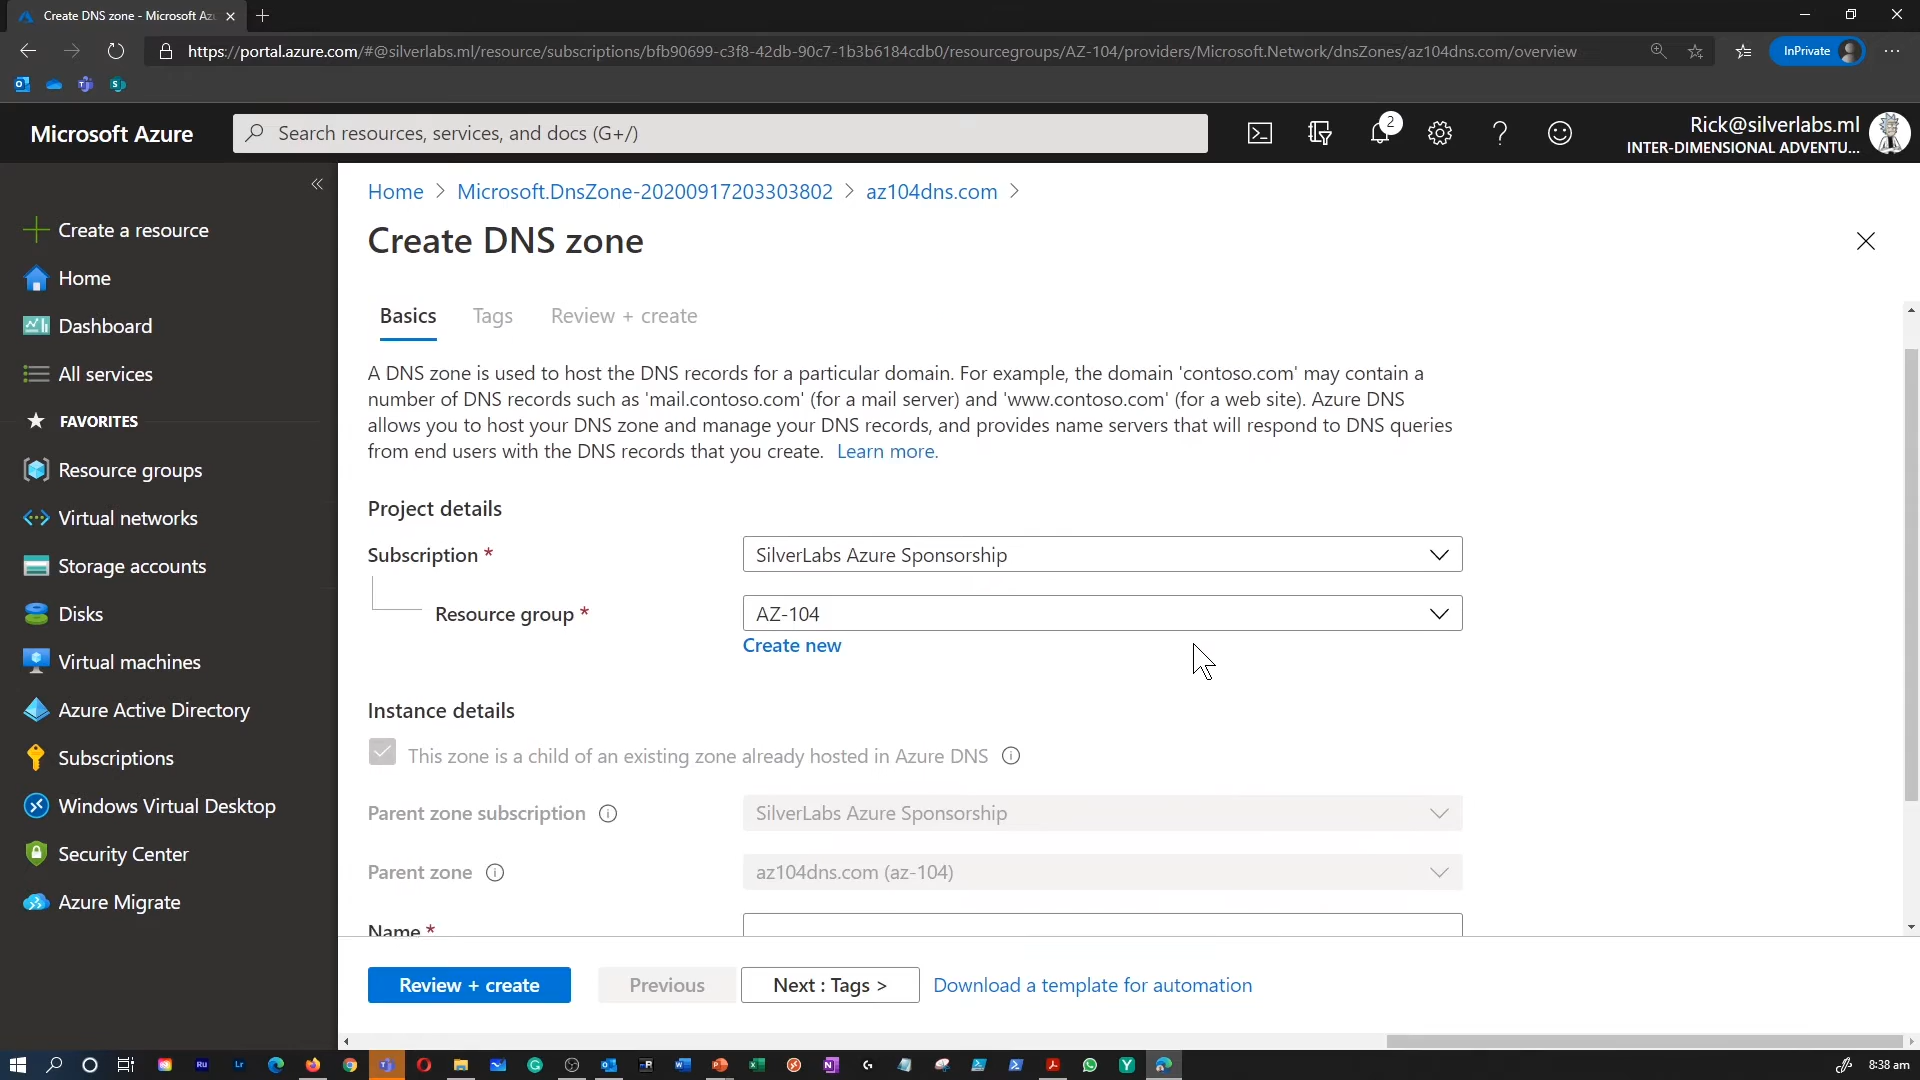 Create DNS zone - Microsoft Azu
https://portal.azure.com/#@silverlabs.ml/resource/subscriptions/bfb90699-c3f8-42db-90c7-1b3b6184cdb0/resourcegroups/AZ-104/providers/Microsoft.Network/dnsZones/az104dns.com/overview
InPrivate
Microsoft Azure
Search resources, services, and docs (G+/)
2
Rick@silverlabs.ml
INTER-DIMENSIONAL ADVENTU...
Create a resource
Home
Dashboard
All services
FAVORITES
Resource groups
Virtual networks
Storage accounts
Disks
Virtual machines
Azure Active Directory
Subscriptions
Windows Virtual Desktop
Security Center
Azure Migrate
Home > Microsoft.DnsZone-20200917203303802 > az104dns.com >
Create DNS zone
Basics Tags Review + create
A DNS zone is used to host the DNS records for a particular domain. For example, the domain 'contoso.com' may contain a
number of DNS records such as 'mail.contoso.com' (for a mail server) and 'www.contoso.com' (for a web site). Azure DNS
allows you to host your DNS zone and manage your DNS records, and provides name servers that will respond to DNS queries
from end users with the DNS records that you create. Learn more.
Project details
Subscription * SilverLabs Azure Sponsorship
Resource group * AZ-104
Create new
Instance details
This zone is a child of an existing zone already hosted in Azure DNS
Parent zone subscription SilverLabs Azure Sponsorship
Parent zone az104dns.com (az-104)
Name *
Review + create Previous Next : Tags > Download a template for automation
8:38 am